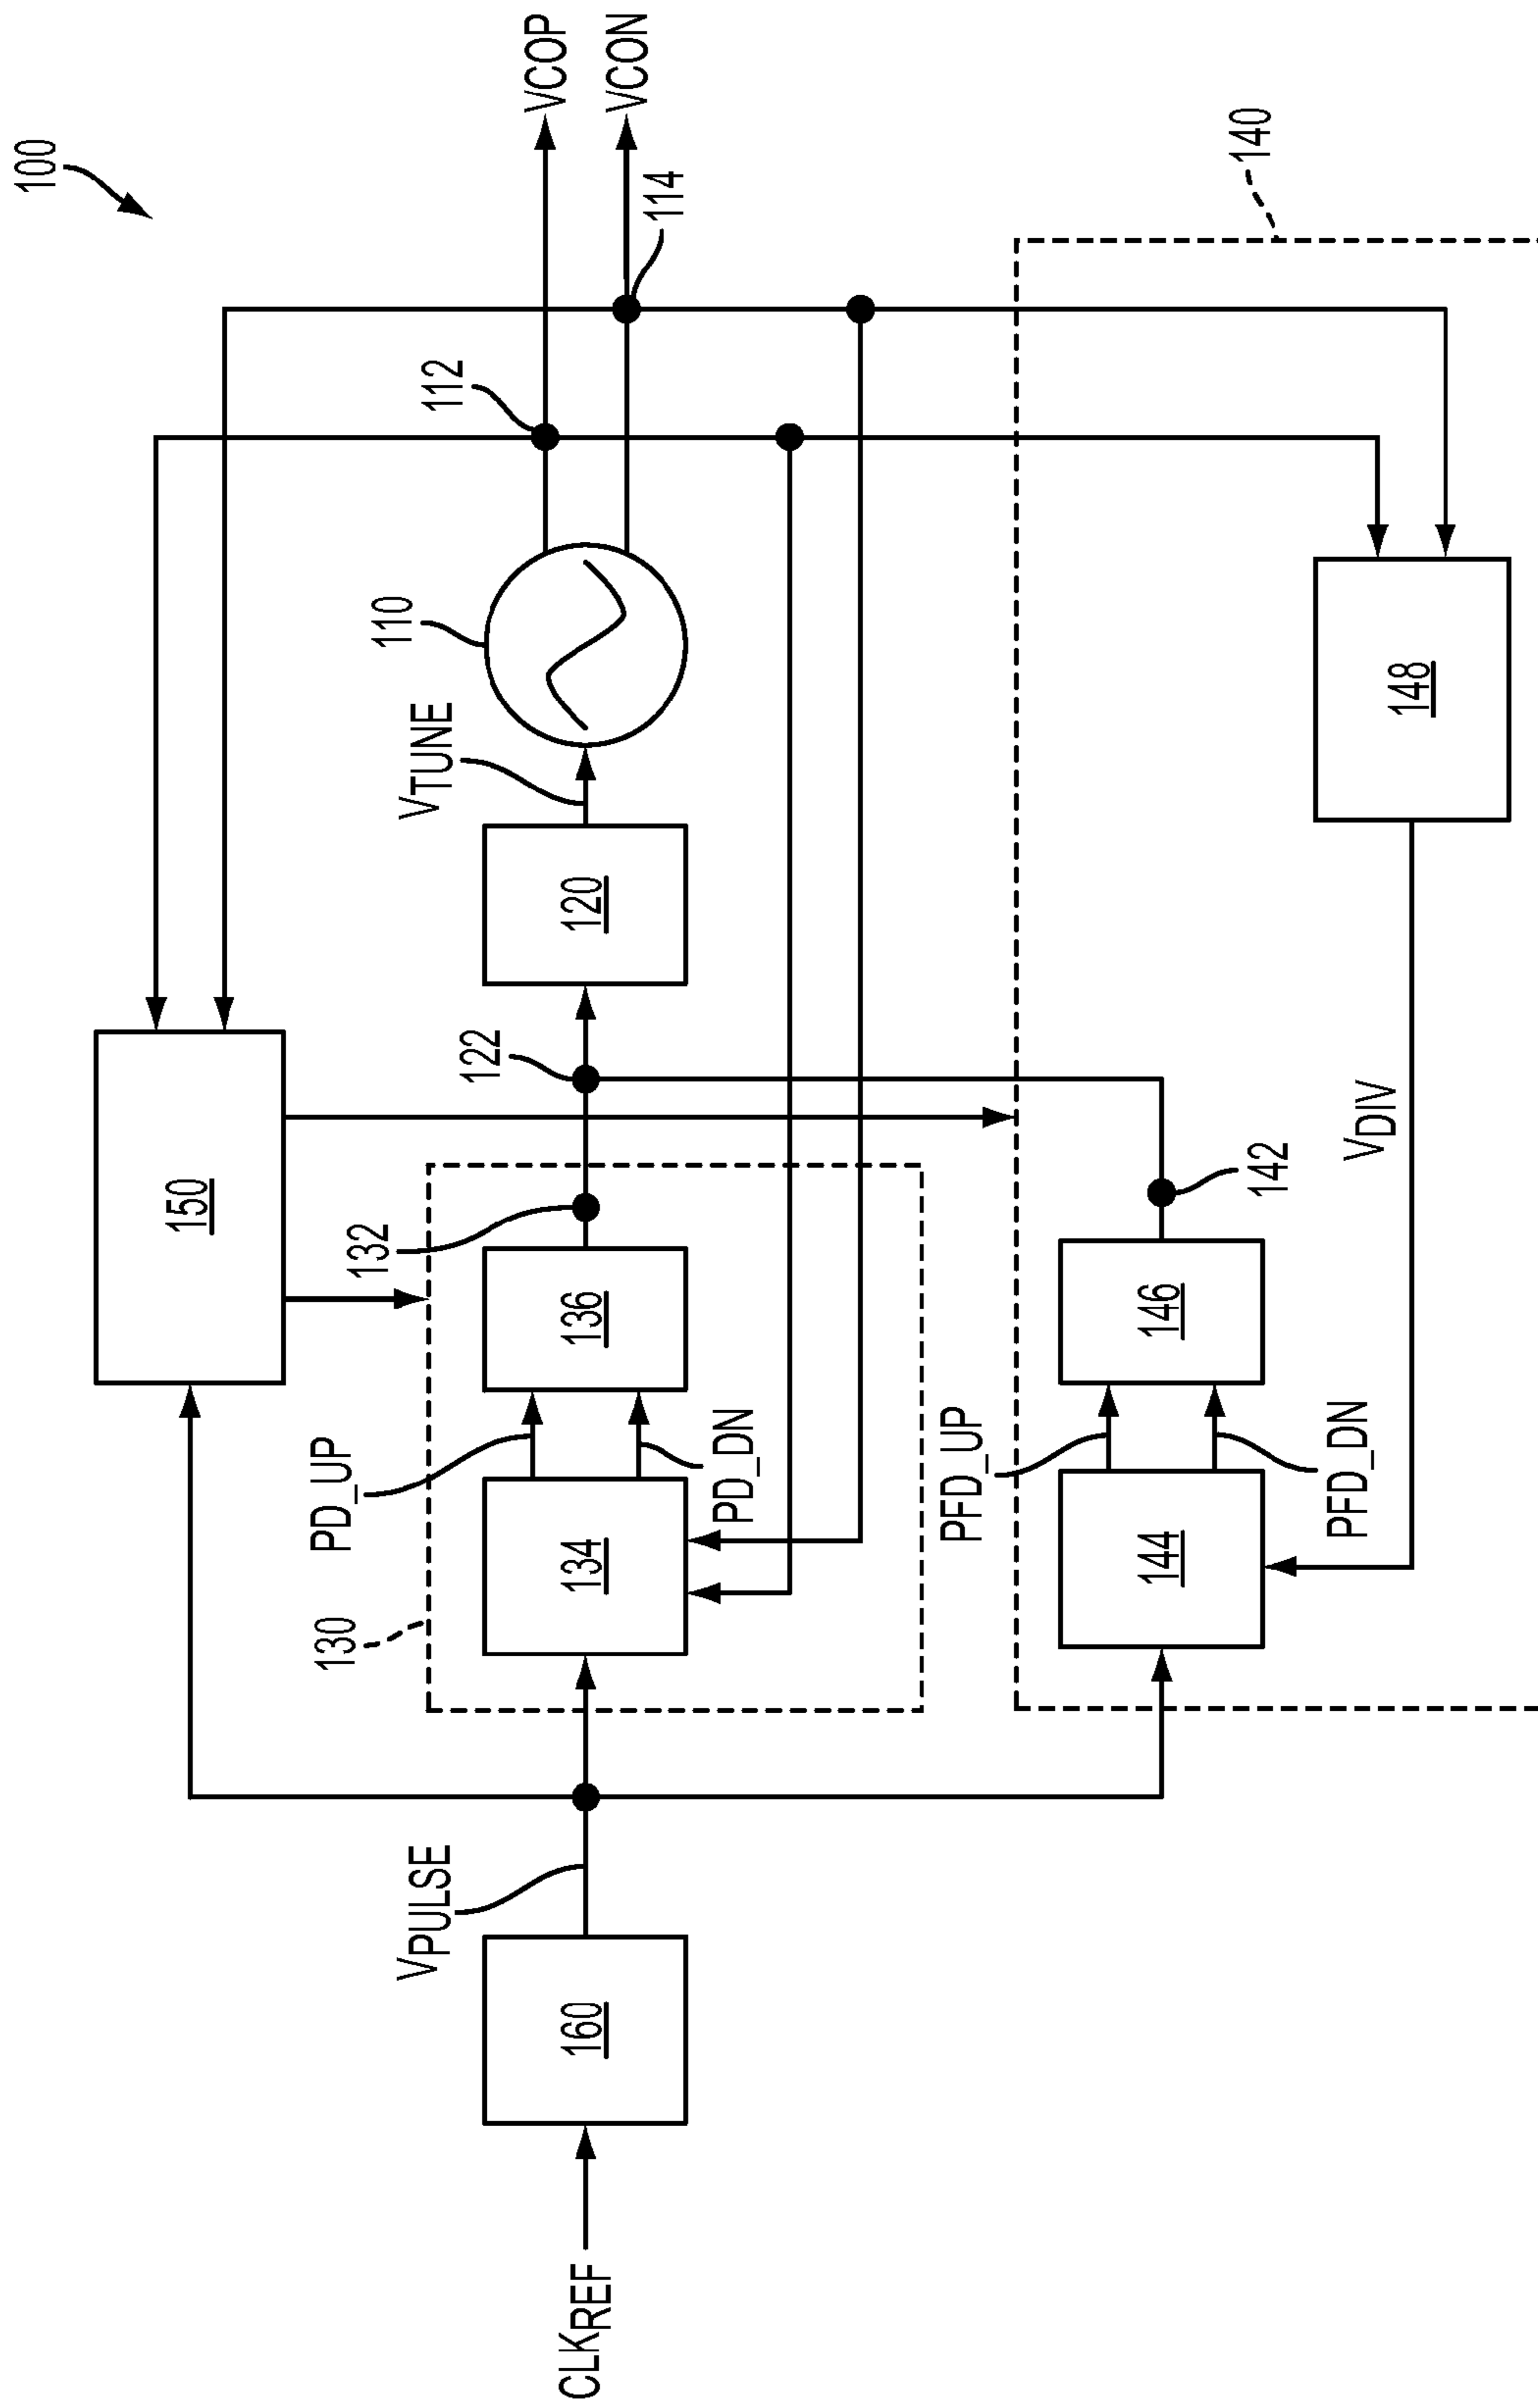 100
VCOP
VCON
112
114
110
VTUNE
120
122
150
132
136
PD_UP
PD_DN
134
130
VPULSE
160
CLKREF
140
148
VDIV
142
146
PFD_UP
PFD_DN
144